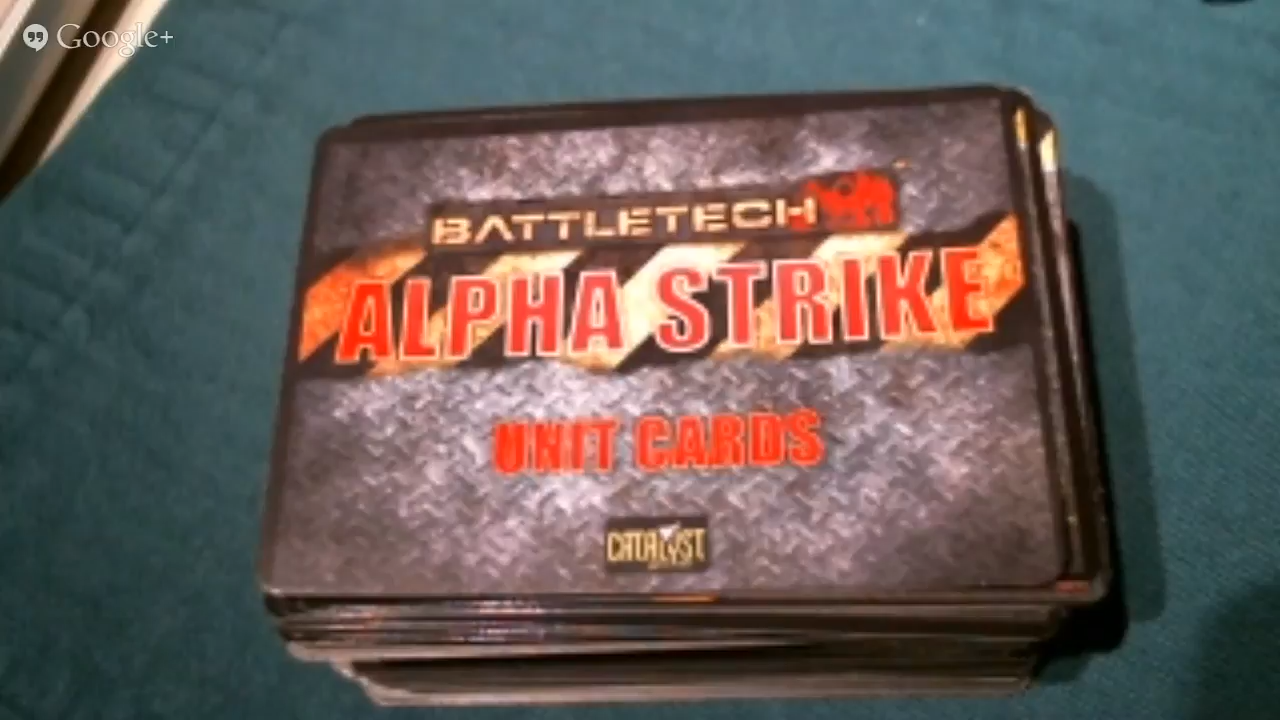 Google+
BATTLETECH
ALPHA STRIKE
UNIT CARDS
CATALYST